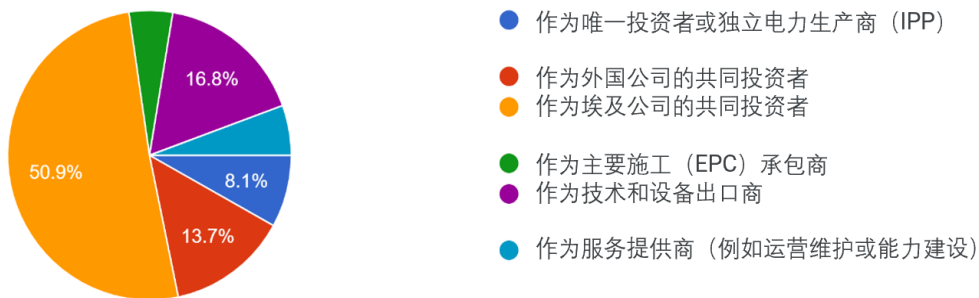 16.8%
50.9%
8.1%
13.7%
作为唯一投资者或独立电力生产商（IPP）
作为外国公司的共同投资者
作为埃及公司的共同投资者
作为主要施工（EPC）承包商
作为技术和设备出口商
作为服务提供商（例如运营维护或能力建设）